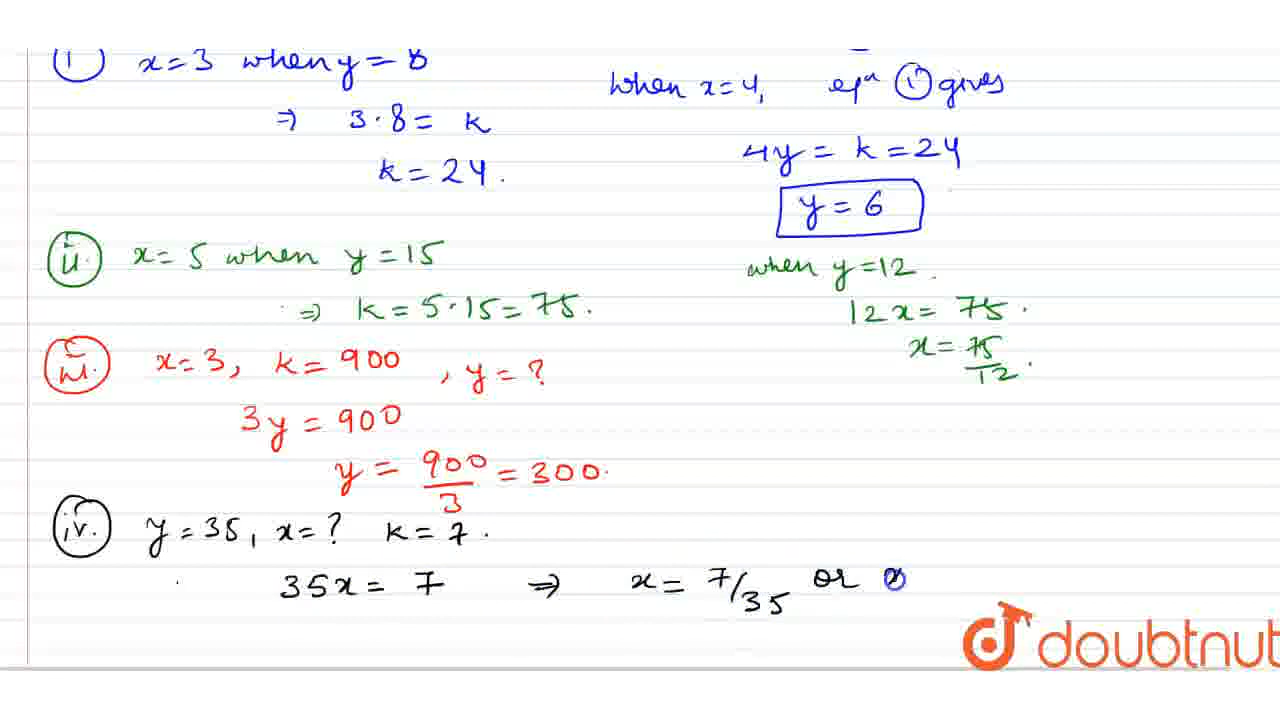 (i) x=3 when y=8
⇒ 3·8= k
k=24.
When x=4, eqⁿ (1) gives
4y = k=24
y=6
(ii.) x=5 when y=15
⇒ k=5·15=75.
when y=12.
12x= 75.
x=75/12.
(iii.) x=3, k=900, y=?
3y=900
y=900/3=300.
(iv.) y=35, x=? k=7.
35x=7 ⇒ x=7/35 or x
doubtnut